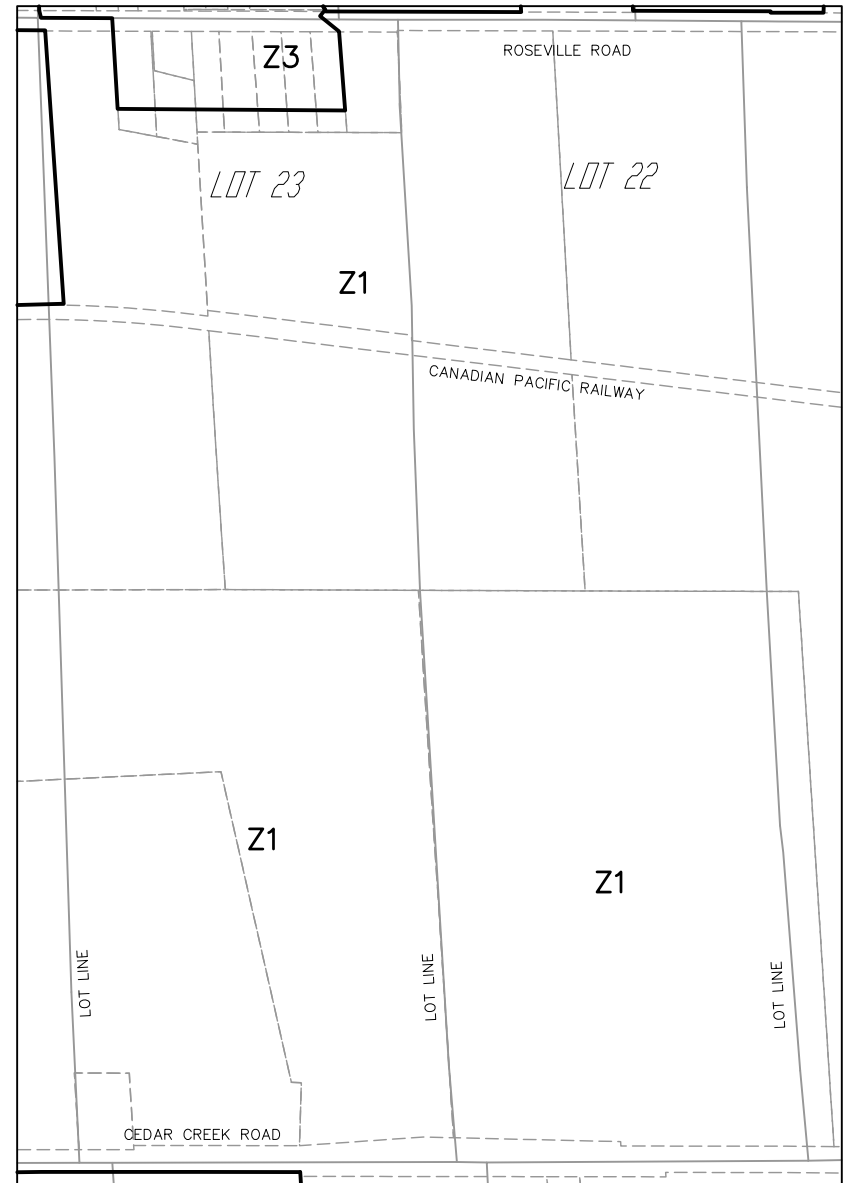 Z3
ROSEVILLE ROAD
LOT 23
LOT 22
Z1
CANADIAN PACIFIC RAILWAY
Z1
Z1
LOT LINE
LOT LINE
LOT LINE
CEDAR CREEK ROAD